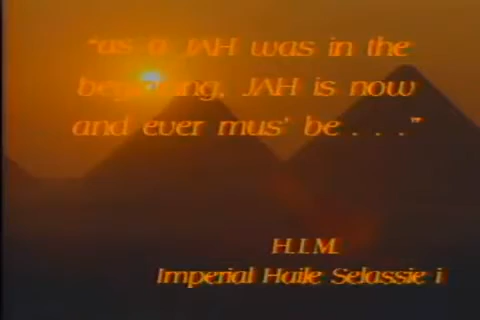 "as a JAH was in the
beginning, JAH is now
and ever mus' be . . ."
H.I.M.
Imperial Haile Selassie i